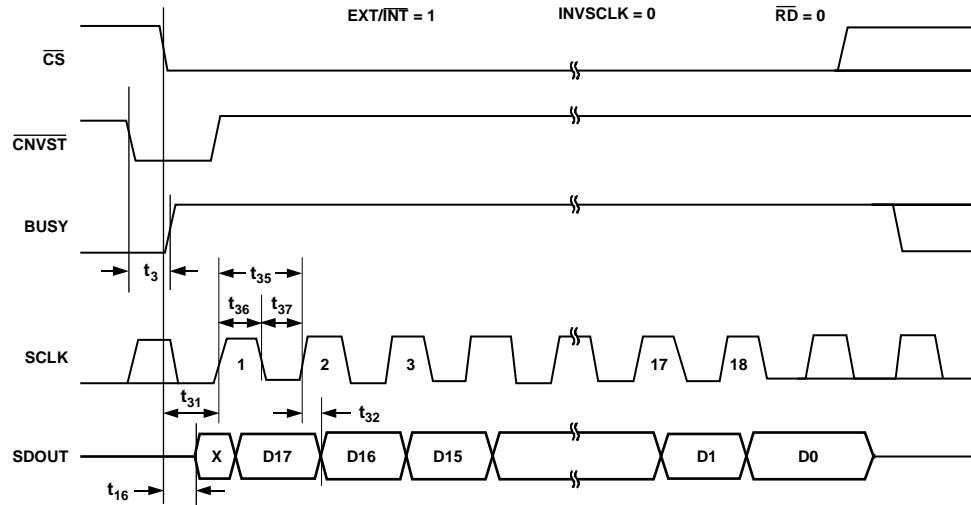 EXT/INT = 1 INVSCLK = 0 RD = 0
CS
CNVST
BUSY
t3 t35
t36 t37
SCLK 1 2 3 17 18
t31 t32
SDOUT X D17 D16 D15 D1 D0
t16